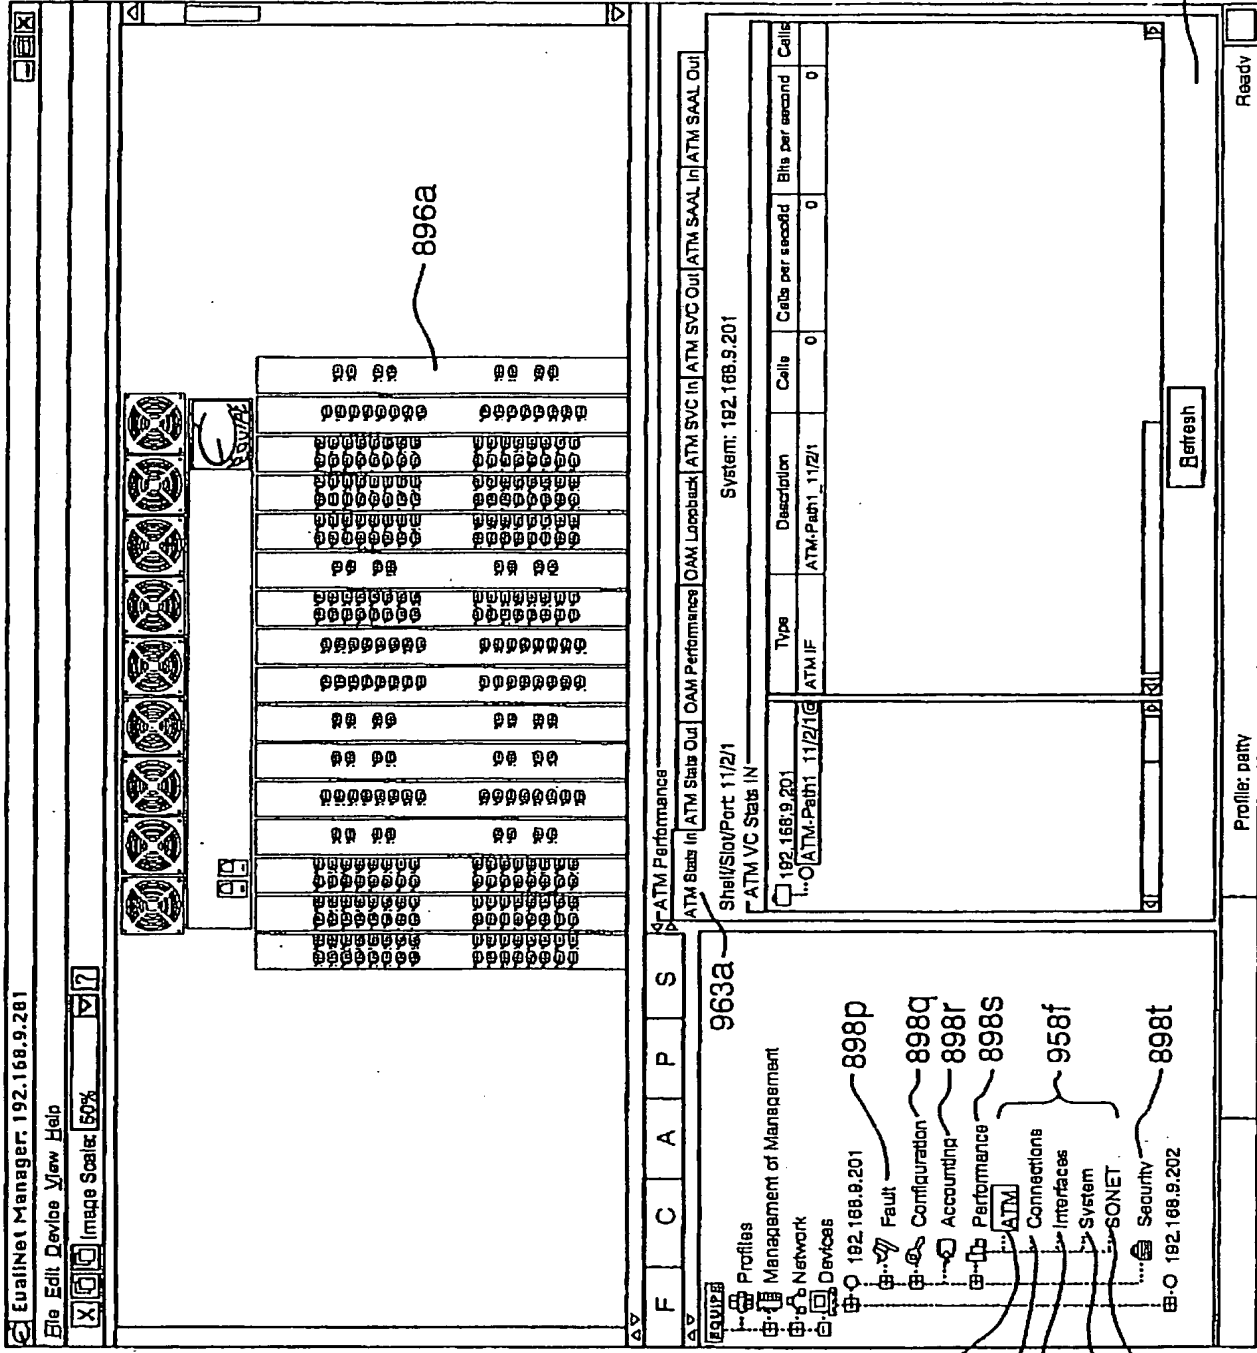 EualiNet Manager: 192.168.9.281
File Edit Device View Help
Image Scale: 50%
?
896a
F C A P S
EQUIPE
Profiles
Management of Management
Network
Devices
192.168.9.201
Fault
Configuration
Accounting
Performance
ATM
Connections
Interfaces
System
SONET
Security
192.168.9.202
898p
898q
898r
898s
958f
898t
963a
ATM Performance
ATM Stats In ATM Stats Out OAM Performance OAM Loopback ATM SVC In ATM SVC Out ATM SAAL In ATM SAAL Out
Shelf/Slot/Port: 11/2/1 System: 192.168.9.201
ATM VC Stats IN
192.168.9.201
ATM-Path1 11/2/1@
Type Description Cells Cells per second Bits per second Cells
ATM IF ATM-Path1_11/2/1 0 0 0
Refresh
Profile: patty
Ready